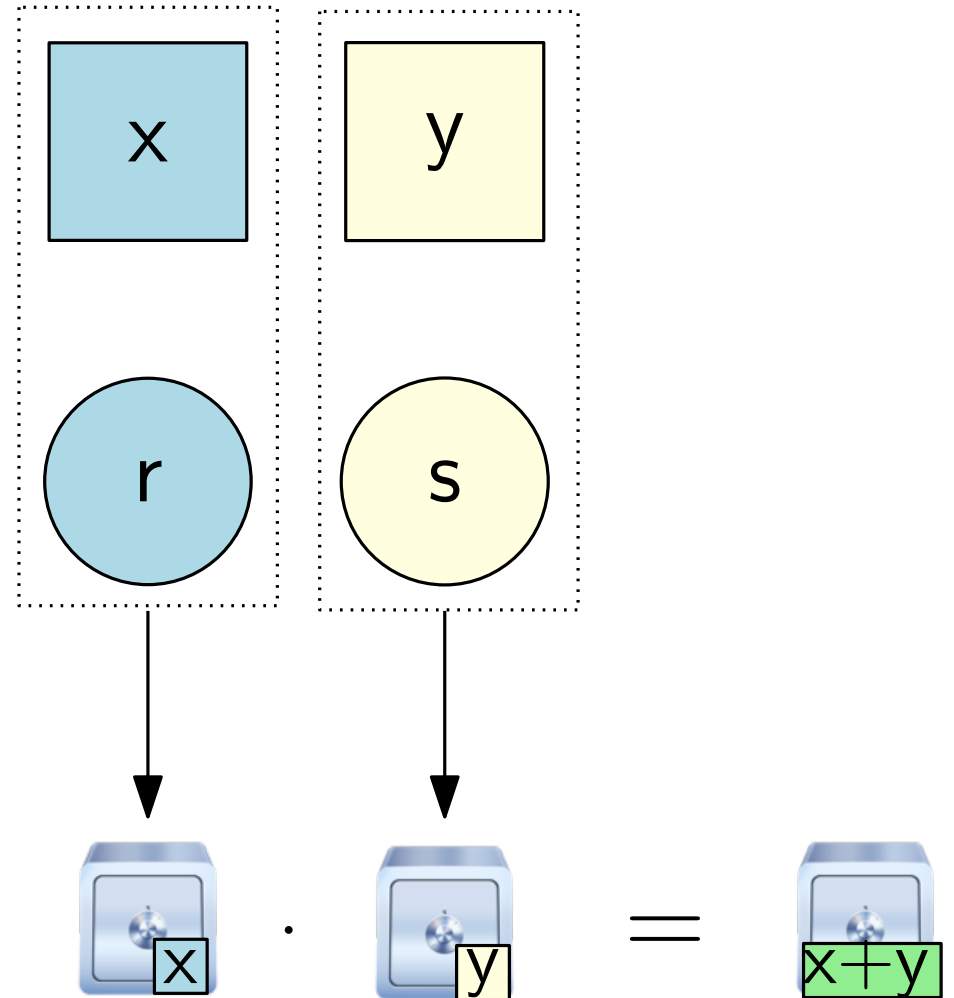 x y
r s
x · y = x+y